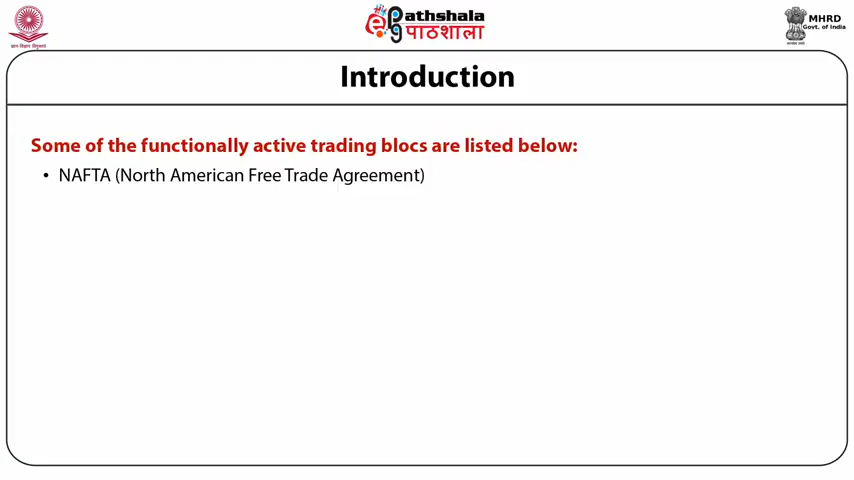 Pathshala
पाठशाला
MHRD
Govt. of India
Introduction
Some of the functionally active trading blocs are listed below:
• NAFTA (North American Free Trade Agreement)